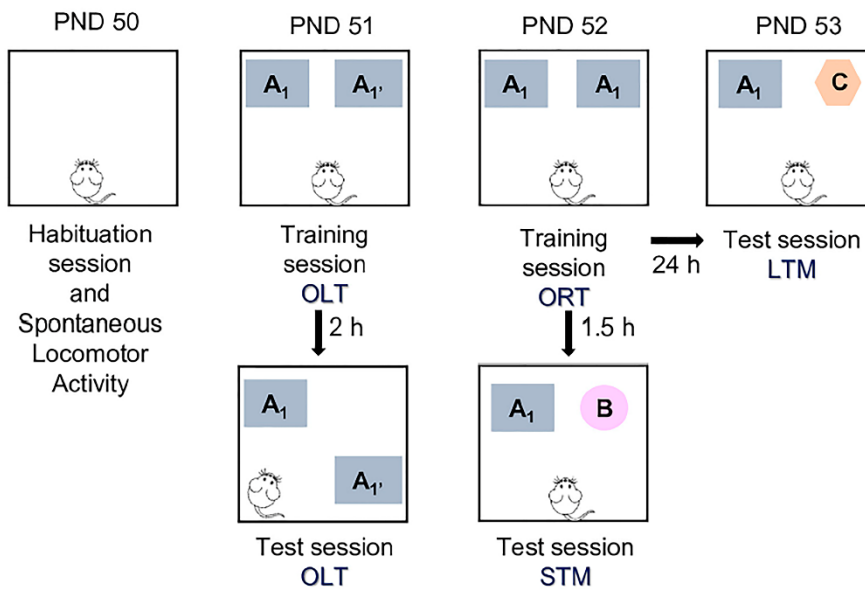 PND 50
PND 51
PND 52
PND 53
A1
A1'
A1
A1
A1
C
Habituation
session
and
Spontaneous
Locomotor
Activity
Training
session
OLT
Training
session
ORT
24 h
Test session
LTM
2 h
1.5 h
A1
A1'
A1
B
Test session
OLT
Test session
STM